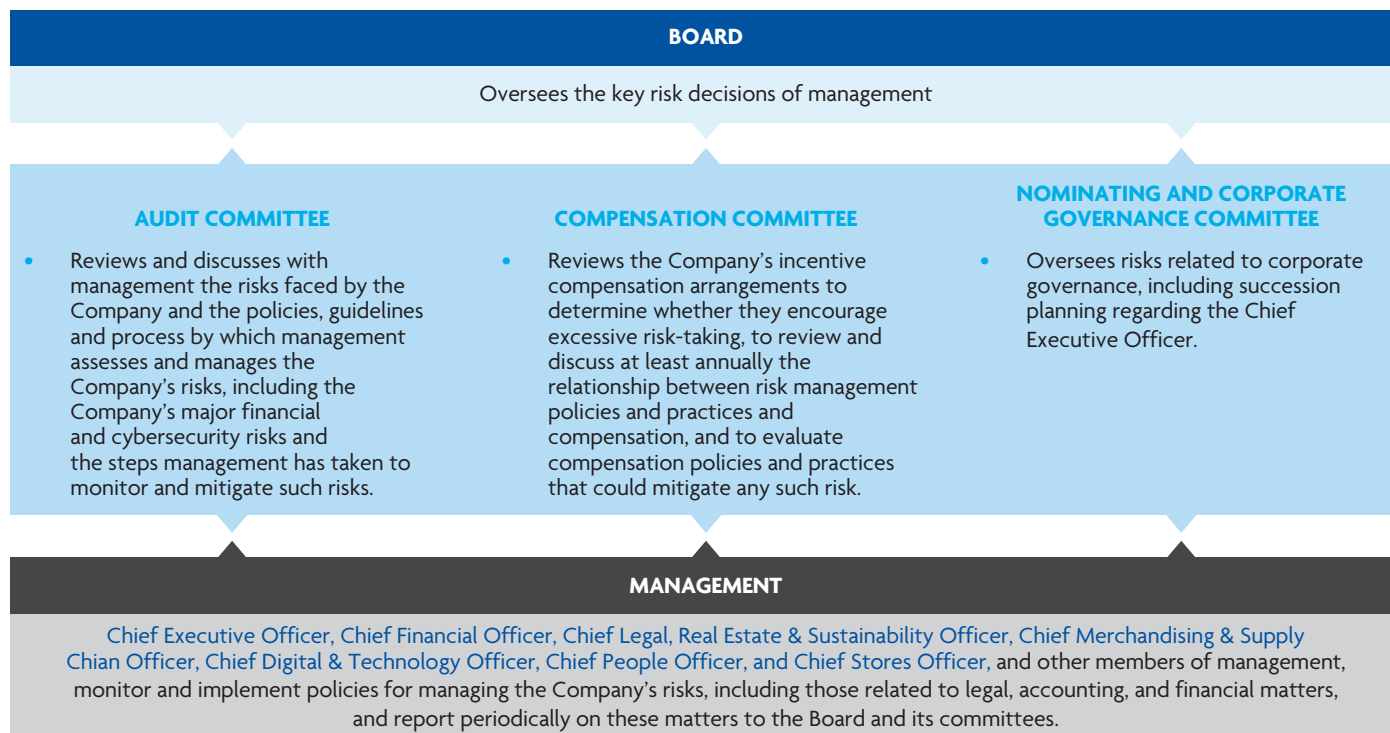 BOARD
Oversees the key risk decisions of management
AUDIT COMMITTEE
• Reviews and discusses with
management the risks faced by the
Company and the policies, guidelines
and process by which management
assesses and manages the
Company’s risks, including the
Company’s major financial
and cybersecurity risks and
the steps management has taken to
monitor and mitigate such risks.
COMPENSATION COMMITTEE
• Reviews the Company’s incentive
compensation arrangements to
determine whether they encourage
excessive risk-taking, to review and
discuss at least annually the
relationship between risk management
policies and practices and
compensation, and to evaluate
compensation policies and practices
that could mitigate any such risk.
NOMINATING AND CORPORATE
GOVERNANCE COMMITTEE
• Oversees risks related to corporate
governance, including succession
planning regarding the Chief
Executive Officer.
MANAGEMENT
Chief Executive Officer, Chief Financial Officer, Chief Legal, Real Estate & Sustainability Officer, Chief Merchandising & Supply
Chian Officer, Chief Digital & Technology Officer, Chief People Officer, and Chief Stores Officer, and other members of management,
monitor and implement policies for managing the Company’s risks, including those related to legal, accounting, and financial matters,
and report periodically on these matters to the Board and its committees.